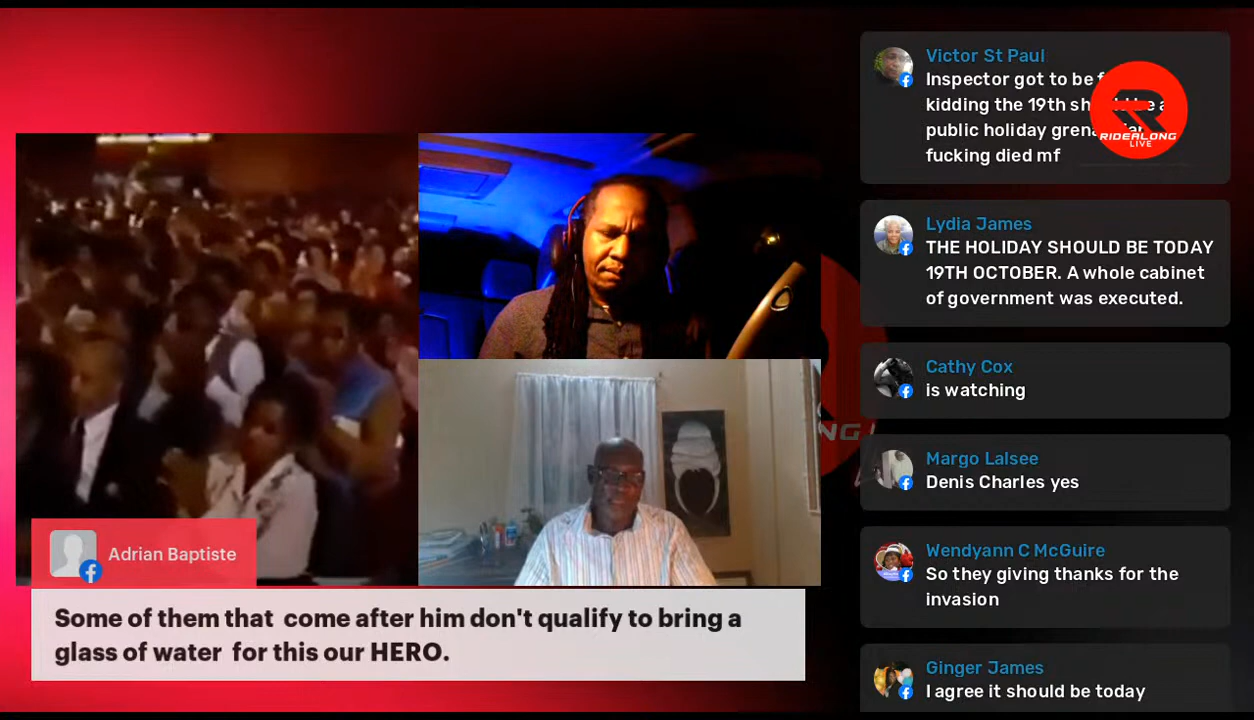 Victor St Paul
Inspector got to be f
kidding the 19th sh a
public holiday gren
fucking died mf
RIDEALONG
LIVE
Lydia James
THE HOLIDAY SHOULD BE TODAY
19TH OCTOBER. A whole cabinet
of government was executed.
Cathy Cox
is watching
NG
Margo Lalsee
Denis Charles yes
Wendyann C McGuire
So they giving thanks for the
invasion
Adrian Baptiste
Some of them that come after him don't qualify to bring a
glass of water for this our HERO.
Ginger James
I agree it should be today